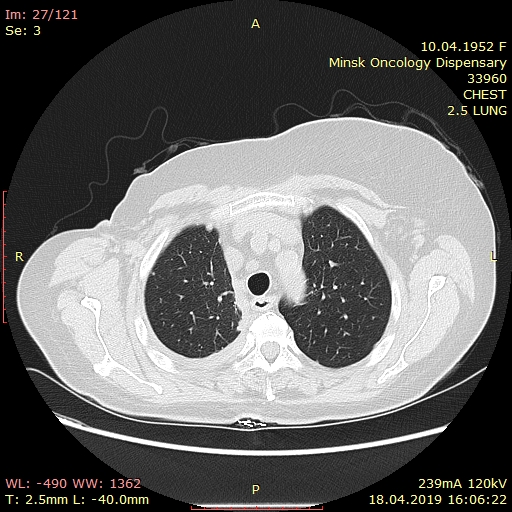 Im: 27/121
Se: 3
A
10.04.1952 F
Minsk Oncology Dispensary
33960
CHEST
2.5 LUNG
R
L
WL: -490 WW: 1362
T: 2.5mm L: -40.0mm
P
239mA 120kV
18.04.2019 16:06:22